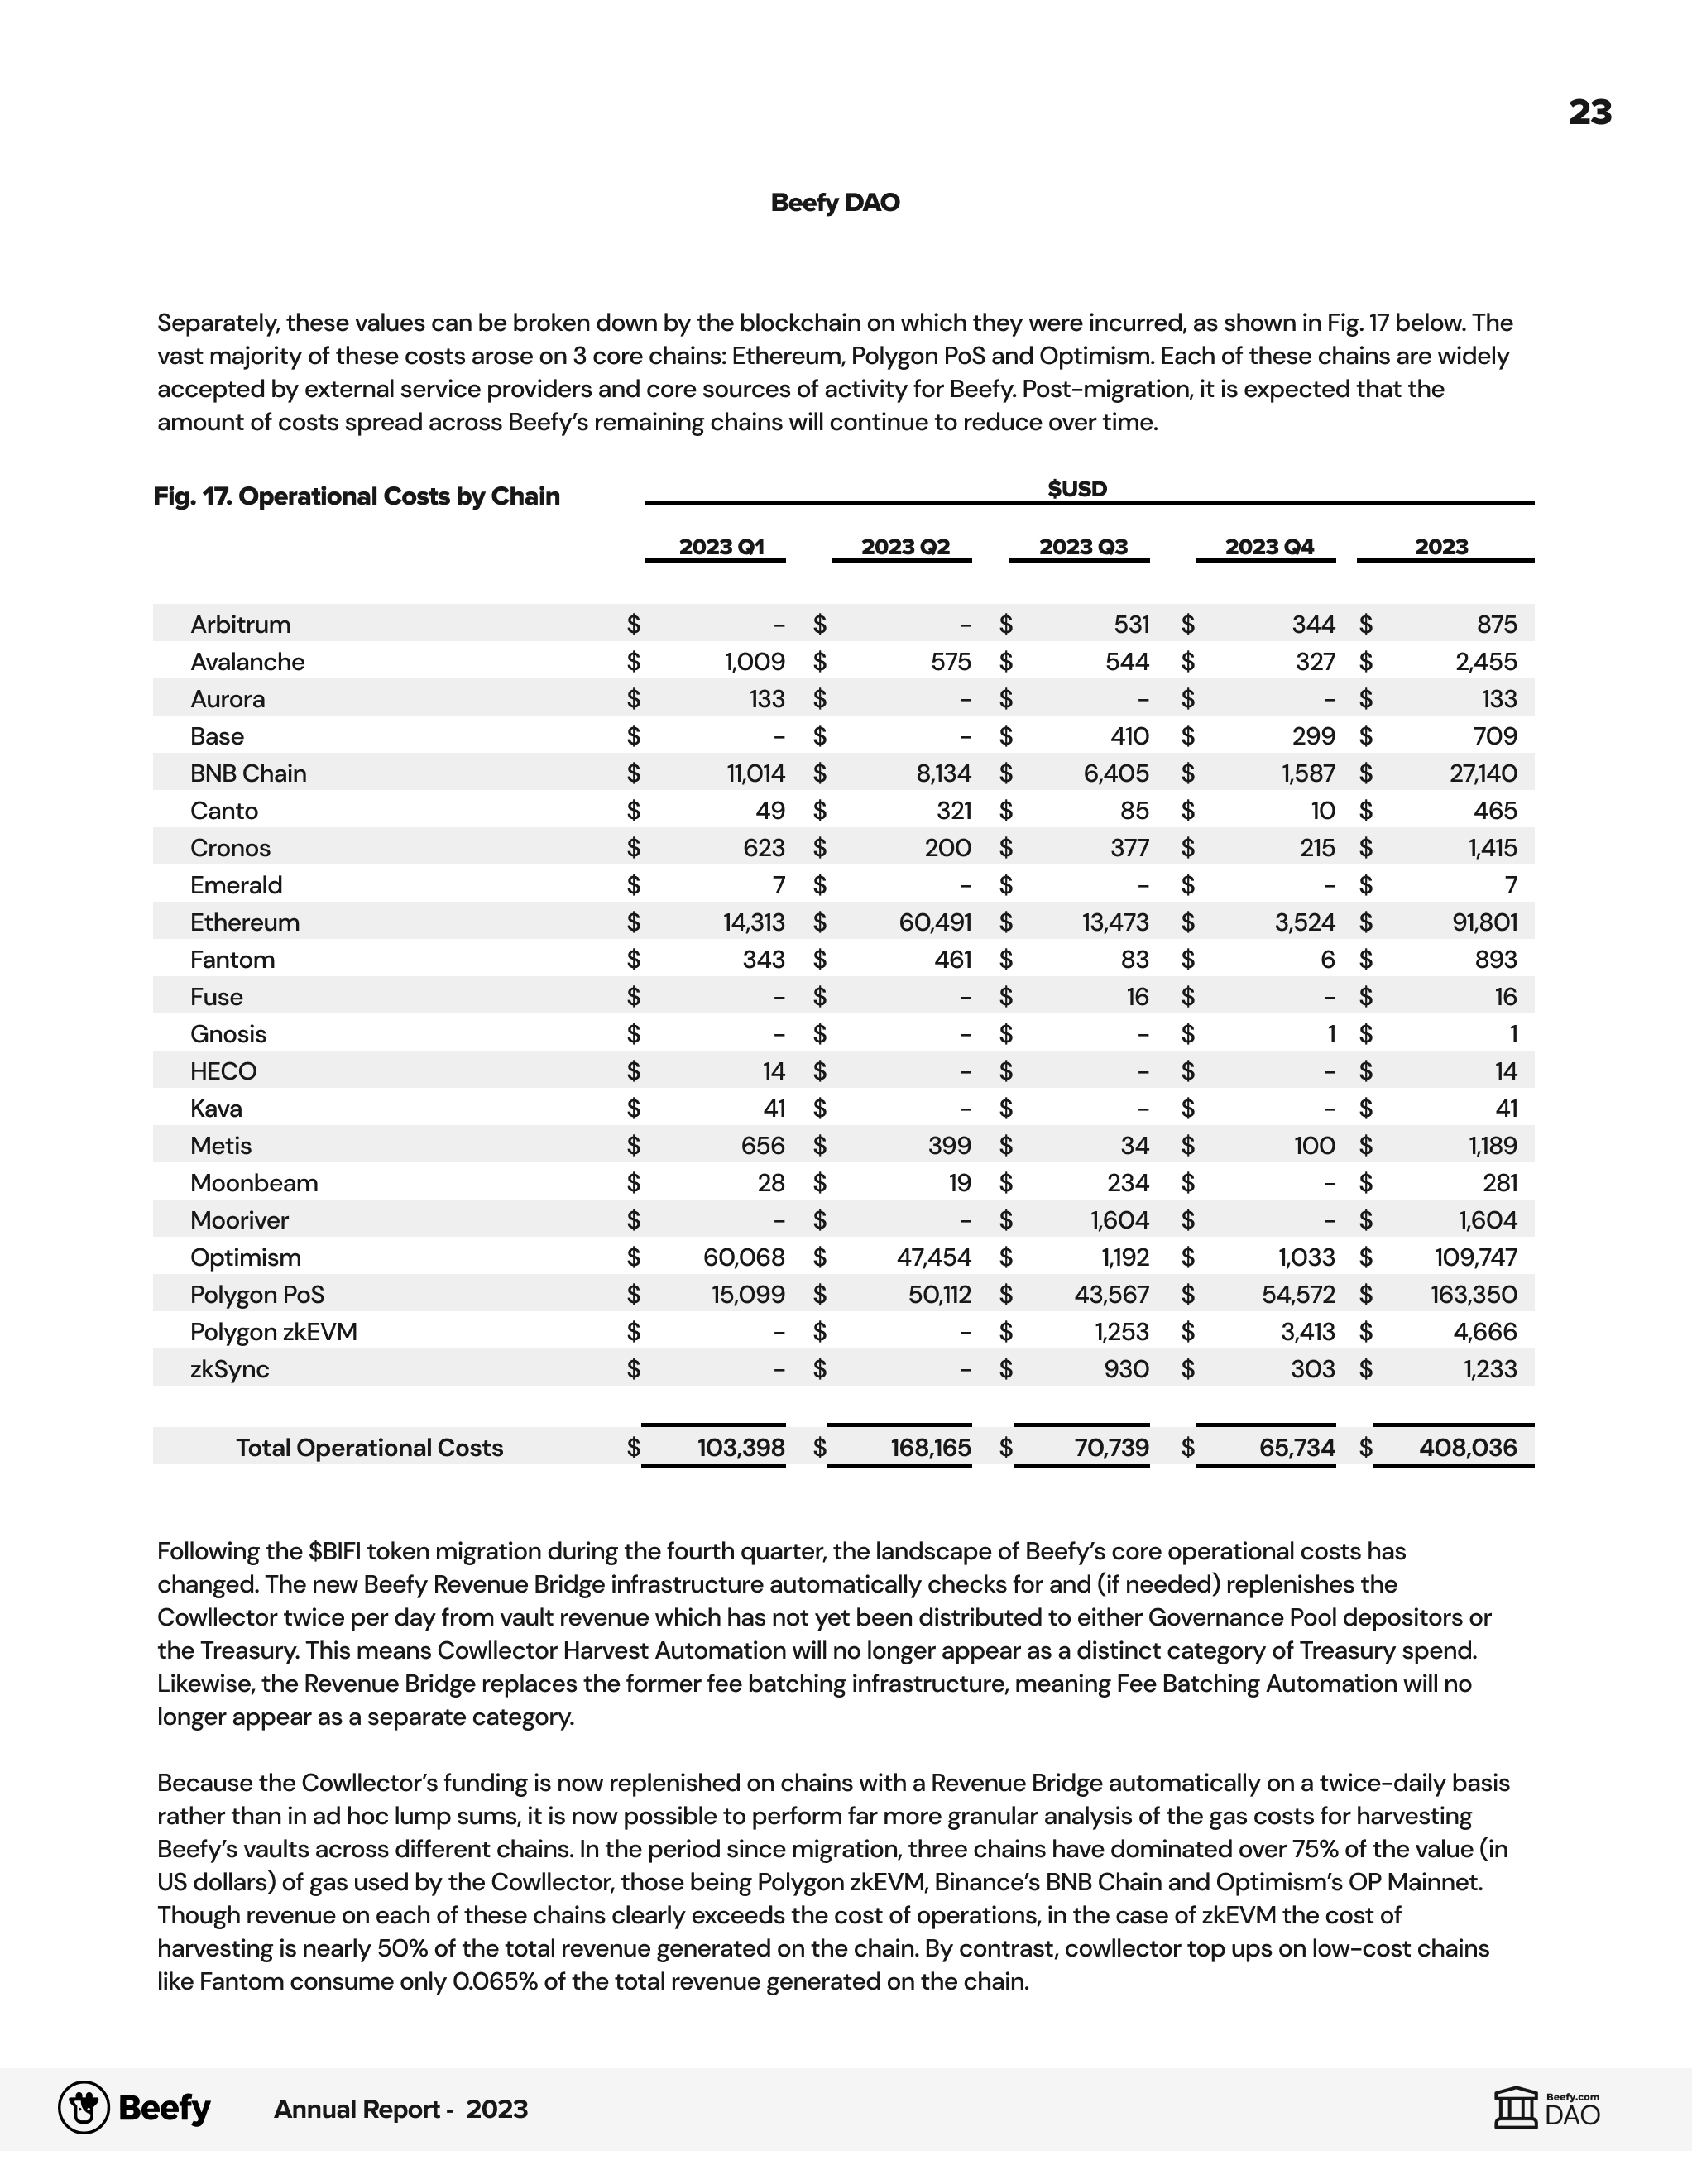 23
Beefy DAO
Separately, these values can be broken down by the blockchain on which they were incurred, as shown in Fig. 17 below. The
vast majority of these costs arose on 3 core chains: Ethereum, Polygon PoS and Optimism. Each of these chains are widely
accepted by external service providers and core sources of activity for Beefy. Post-migration, it is expected that the
amount of costs spread across Beefy's remaining chains will continue to reduce over time.
Fig. 17. Operational Costs by Chain $USD
2023 Q1 2023 Q2 2023 Q3 2023 Q4 2023
Arbitrum $ – $ – $ 531 $ 344 $ 875
Avalanche $ 1,009 $ 575 $ 544 $ 327 $ 2,455
Aurora $ 133 $ – $ – $ – $ 133
Base $ – $ – $ 410 $ 299 $ 709
BNB Chain $ 11,014 $ 8,134 $ 6,405 $ 1,587 $ 27,140
Canto $ 49 $ 321 $ 85 $ 10 $ 465
Cronos $ 623 $ 200 $ 377 $ 215 $ 1,415
Emerald $ 7 $ – $ – $ – $ 7
Ethereum $ 14,313 $ 60,491 $ 13,473 $ 3,524 $ 91,801
Fantom $ 343 $ 461 $ 83 $ 6 $ 893
Fuse $ – $ – $ 16 $ – $ 16
Gnosis $ – $ – $ – $ 1 $ 1
HECO $ 14 $ – $ – $ – $ 14
Kava $ 41 $ – $ – $ – $ 41
Metis $ 656 $ 399 $ 34 $ 100 $ 1,189
Moonbeam $ 28 $ 19 $ 234 $ – $ 281
Mooriver $ – $ – $ 1,604 $ – $ 1,604
Optimism $ 60,068 $ 47,454 $ 1,192 $ 1,033 $ 109,747
Polygon PoS $ 15,099 $ 50,112 $ 43,567 $ 54,572 $ 163,350
Polygon zkEVM $ – $ – $ 1,253 $ 3,413 $ 4,666
zkSync $ – $ – $ 930 $ 303 $ 1,233
Total Operational Costs $ 103,398 $ 168,165 $ 70,739 $ 65,734 $ 408,036
Following the $BIFI token migration during the fourth quarter, the landscape of Beefy's core operational costs has
changed. The new Beefy Revenue Bridge infrastructure automatically checks for and (if needed) replenishes the
Cowllector twice per day from vault revenue which has not yet been distributed to either Governance Pool depositors or
the Treasury. This means Cowllector Harvest Automation will no longer appear as a distinct category of Treasury spend.
Likewise, the Revenue Bridge replaces the former fee batching infrastructure, meaning Fee Batching Automation will no
longer appear as a separate category.
Because the Cowllector's funding is now replenished on chains with a Revenue Bridge automatically on a twice-daily basis
rather than in ad hoc lump sums, it is now possible to perform far more granular analysis of the gas costs for harvesting
Beefy's vaults across different chains. In the period since migration, three chains have dominated over 75% of the value (in
US dollars) of gas used by the Cowllector, those being Polygon zkEVM, Binance's BNB Chain and Optimism's OP Mainnet.
Though revenue on each of these chains clearly exceeds the cost of operations, in the case of zkEVM the cost of
harvesting is nearly 50% of the total revenue generated on the chain. By contrast, cowllector top ups on low-cost chains
like Fantom consume only 0.065% of the total revenue generated on the chain.
Beefy Annual Report - 2023
Beefy.com
DAO